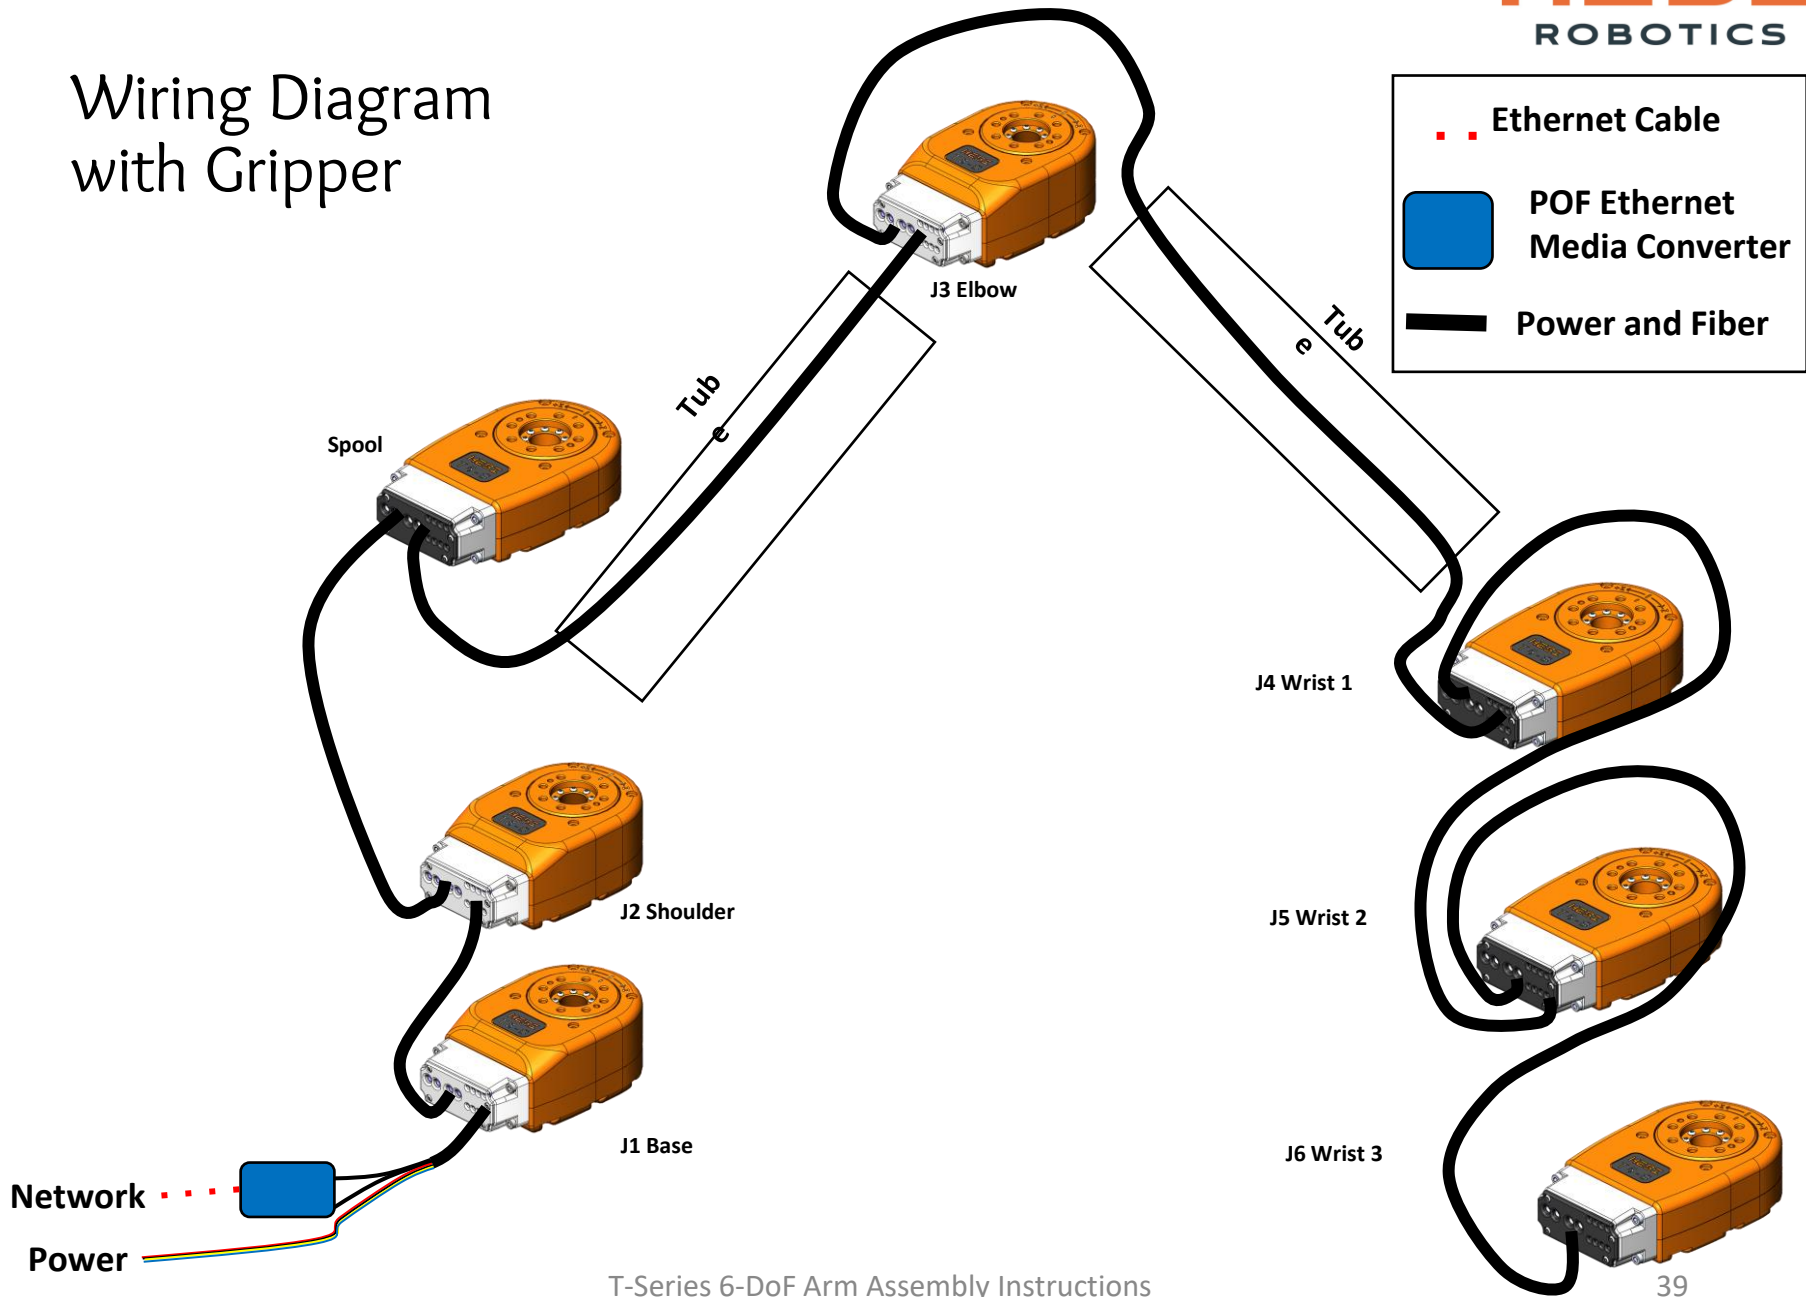 ROBOTICS
Wiring Diagram
with Gripper
Ethernet Cable
POF Ethernet
Media Converter
Power and Fiber
J3 Elbow
Tub
e
Tub
e
Spool
J4 Wrist 1
J2 Shoulder
J5 Wrist 2
J1 Base
J6 Wrist 3
Network
Power
T-Series 6-DoF Arm Assembly Instructions
39